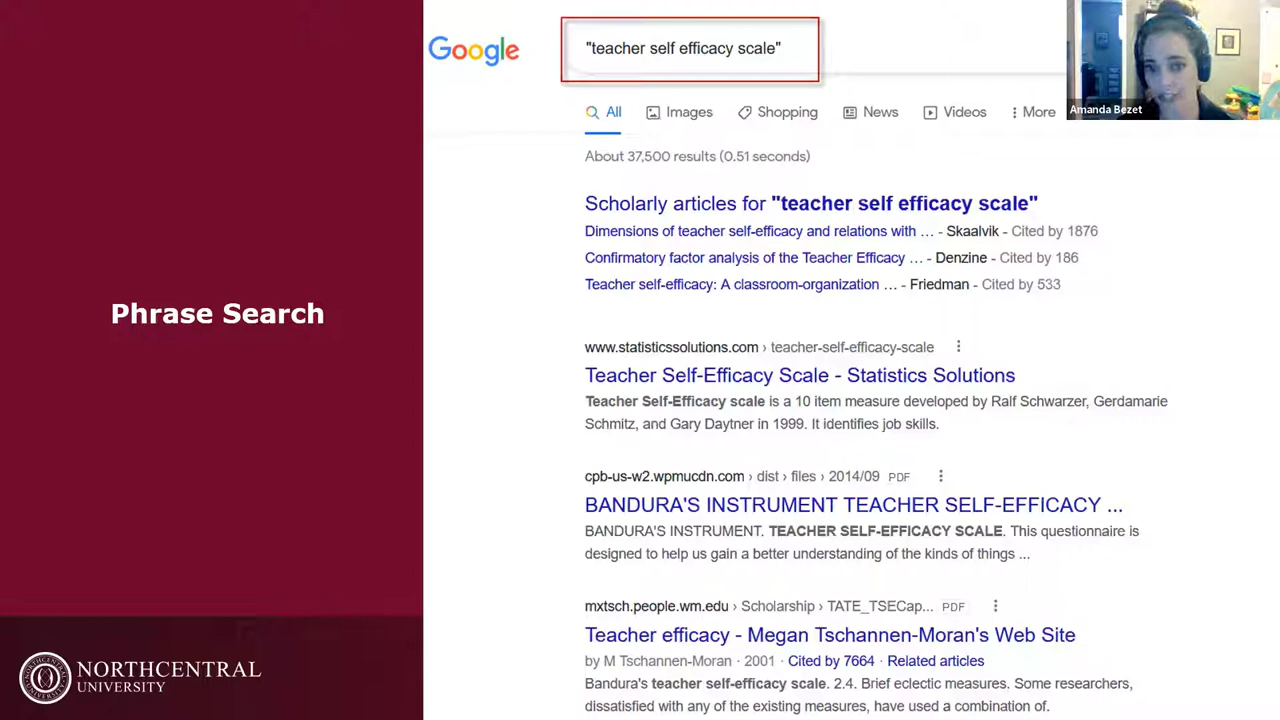 Google
"teacher self efficacy scale"
Amanda Bezet
All Images Shopping News Videos More
About 37,500 results (0.51 seconds)
Scholarly articles for "teacher self efficacy scale"
Dimensions of teacher self-efficacy and relations with … - Skaalvik - Cited by 1876
Confirmatory factor analysis of the Teacher Efficacy … - Denzine - Cited by 186
Teacher self-efficacy: A classroom-organization … - Friedman - Cited by 533
Phrase Search
www.statisticssolutions.com › teacher-self-efficacy-scale
Teacher Self-Efficacy Scale - Statistics Solutions
Teacher Self-Efficacy scale is a 10 item measure developed by Ralf Schwarzer, Gerdamarie
Schmitz, and Gary Daytner in 1999. It identifies job skills.
cpb-us-w2.wpmucdn.com › dist › files › 2014/09 PDF
BANDURA'S INSTRUMENT TEACHER SELF-EFFICACY ...
BANDURA'S INSTRUMENT. TEACHER SELF-EFFICACY SCALE. This questionnaire is
designed to help us gain a better understanding of the kinds of things ...
mxtsch.people.wm.edu › Scholarship › TATE_TSECap... PDF
Teacher efficacy - Megan Tschannen-Moran's Web Site
by M Tschannen-Moran · 2001 · Cited by 7664 · Related articles
Bandura's teacher self-efficacy scale. 2.4. Brief eclectic measures. Some researchers,
dissatisfied with any of the existing measures, have used a combination of.
NORTHCENTRAL
UNIVERSITY